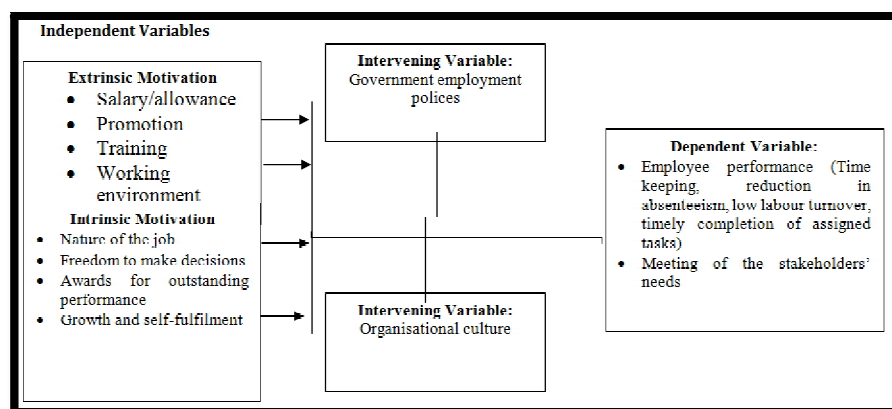 Independent Variables
Extrinsic Motivation
• Salary/allowance
• Promotion
• Training
• Working
environment
Intrinsic Motivation
• Nature of the job
• Freedom to make decisions
• Awards for outstanding
performance
• Growth and self-fulfilment
Intervening Variable:
Government employment
polices
Intervening Variable:
Organisational culture
Dependent Variable:
• Employee performance (Time
keeping, reduction in
absenteeism, low labour turnover,
timely completion of assigned
tasks)
• Meeting of the stakeholders’
needs